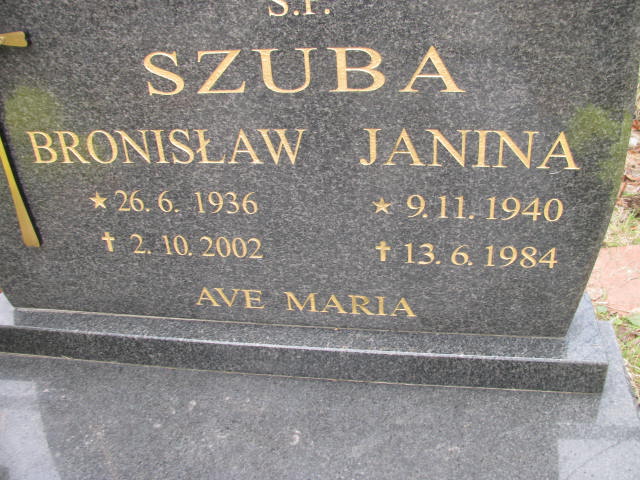 Ś.P.
SZUBA
BRONISŁAW JANINA
★ 26. 6. 1936 ★ 9. 11. 1940
✝ 2. 10. 2002 ✝ 13. 6. 1984
AVE MARIA